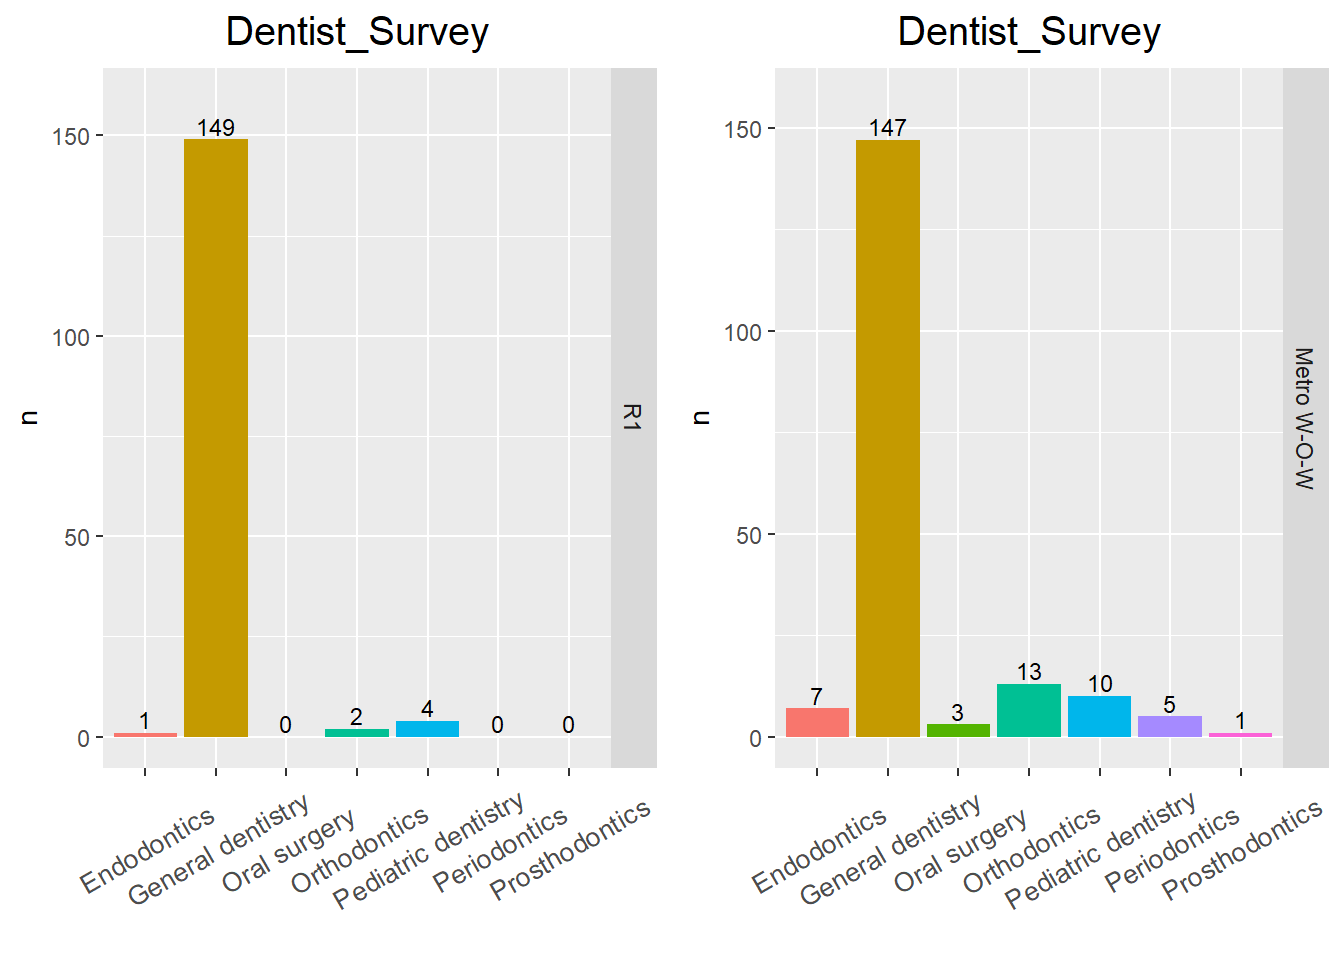 Dentist_Survey
150
100
50
0
n
149
1
0
2
4
0
0
R1
Endodontics
General dentistry
Oral surgery
Orthodontics
Pediatric dentistry
Periodontics
Prosthodontics
Dentist_Survey
150
100
50
0
n
147
7
3
13
10
5
1
Metro W-O-W
Endodontics
General dentistry
Oral surgery
Orthodontics
Pediatric dentistry
Periodontics
Prosthodontics